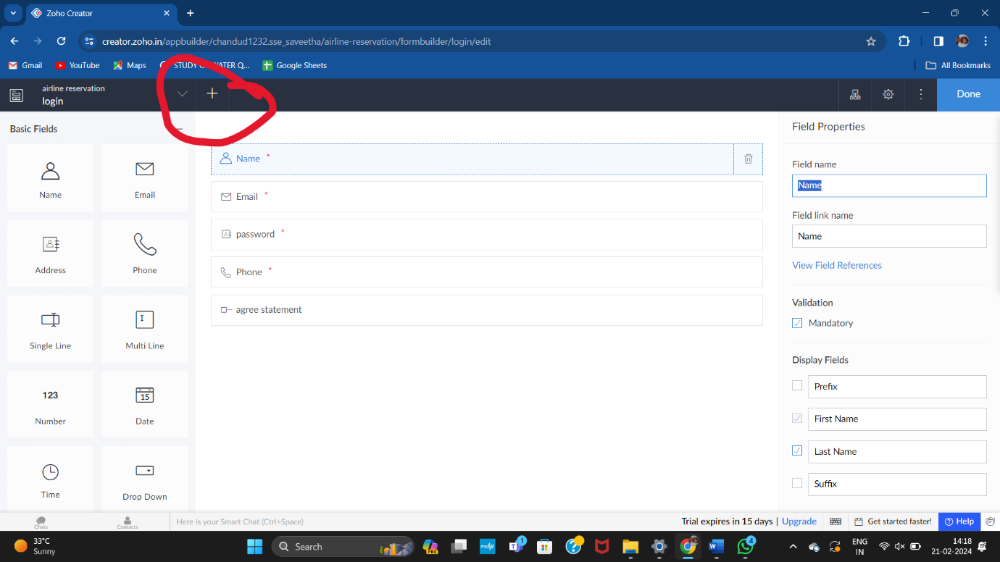 Zoho Creator
creator.zoho.in/appbuilder/chandud1232.sse_saveetha/airline-reservation/formbuilder/login/edit
Gmail YouTube Maps STUDY WATER Q... Google Sheets All Bookmarks
airline reservation
login
Done
Basic Fields
Name Email
Address Phone
Single Line Multi Line
123 15
Number Date
Time Drop Down
Name *
Email *
password *
Phone *
agree statement
Field Properties
Field name
Name
Field link name
Name
View Field References
Validation
Mandatory
Display Fields
Prefix
First Name
Last Name
Suffix
Chats Contacts Here is your Smart Chat (Ctrl+Space) Trial expires in 15 days | Upgrade Get started faster! Help
33°C
Sunny
Search
PRE
myhp
1
4
ENG
IN
14:18
21-02-2024